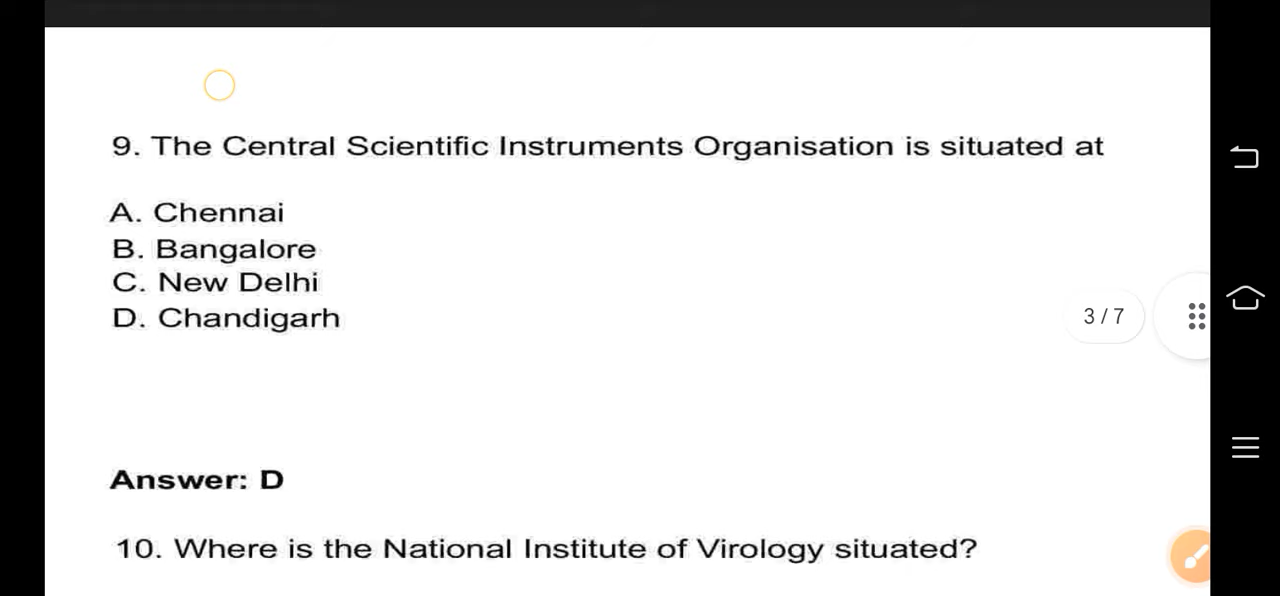 9. The Central Scientific Instruments Organisation is situated at
A. Chennai
B. Bangalore
C. New Delhi
D. Chandigarh
3 / 7
Answer: D
10. Where is the National Institute of Virology situated?